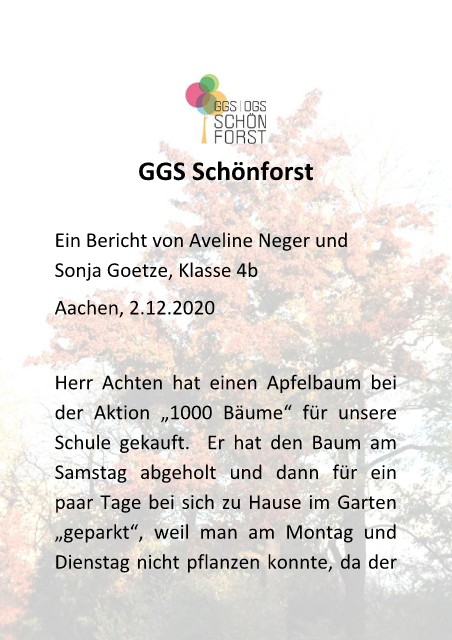 GGS | OGS
SCHÖN
FORST
GGS Schönforst
Ein Bericht von Aveline Neger und
Sonja Goetze, Klasse 4b
Aachen, 2.12.2020
Herr Achten hat einen Apfelbaum bei
der Aktion „1000 Bäume“ für unsere
Schule gekauft. Er hat den Baum am
Samstag abgeholt und dann für ein
paar Tage bei sich zu Hause im Garten
„geparkt“, weil man am Montag und
Dienstag nicht pflanzen konnte, da der